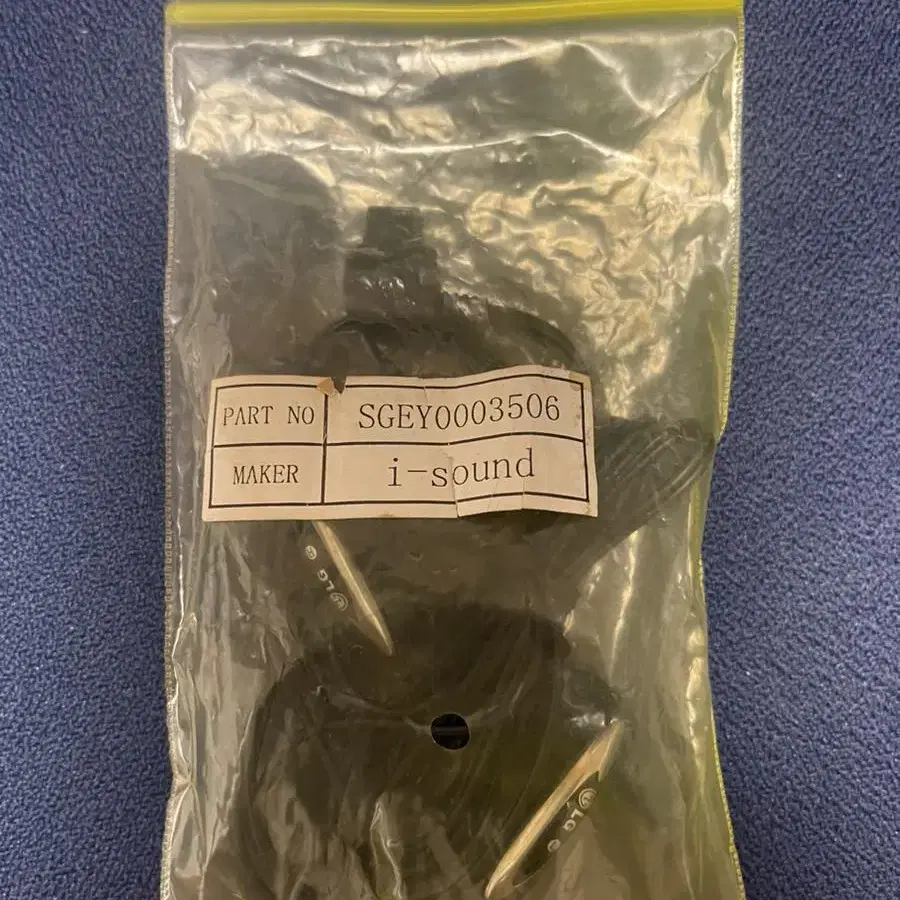 PART NO SGEY0003506
MAKER i-sound
LG
LG